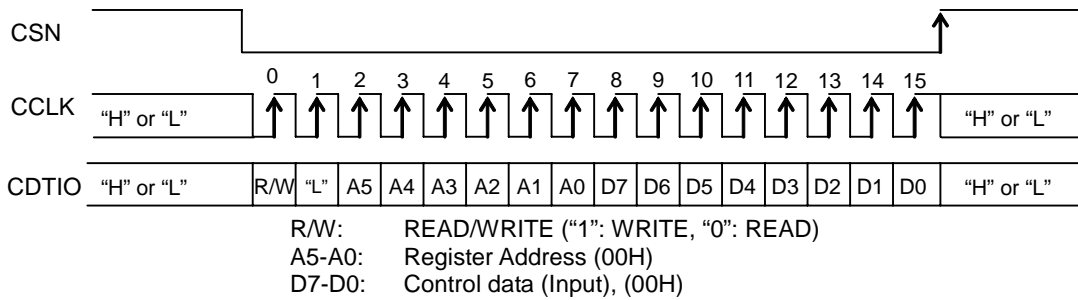 CSN
0 1 2 3 4 5 6 7 8 9 10 11 12 13 14 15
CCLK “H” or “L” “H” or “L”
CDTIO “H” or “L” R/W “L” A5 A4 A3 A2 A1 A0 D7 D6 D5 D4 D3 D2 D1 D0 “H” or “L”
R/W: READ/WRITE (“1”: WRITE, “0”: READ)
A5-A0: Register Address (00H)
D7-D0: Control data (Input), (00H)